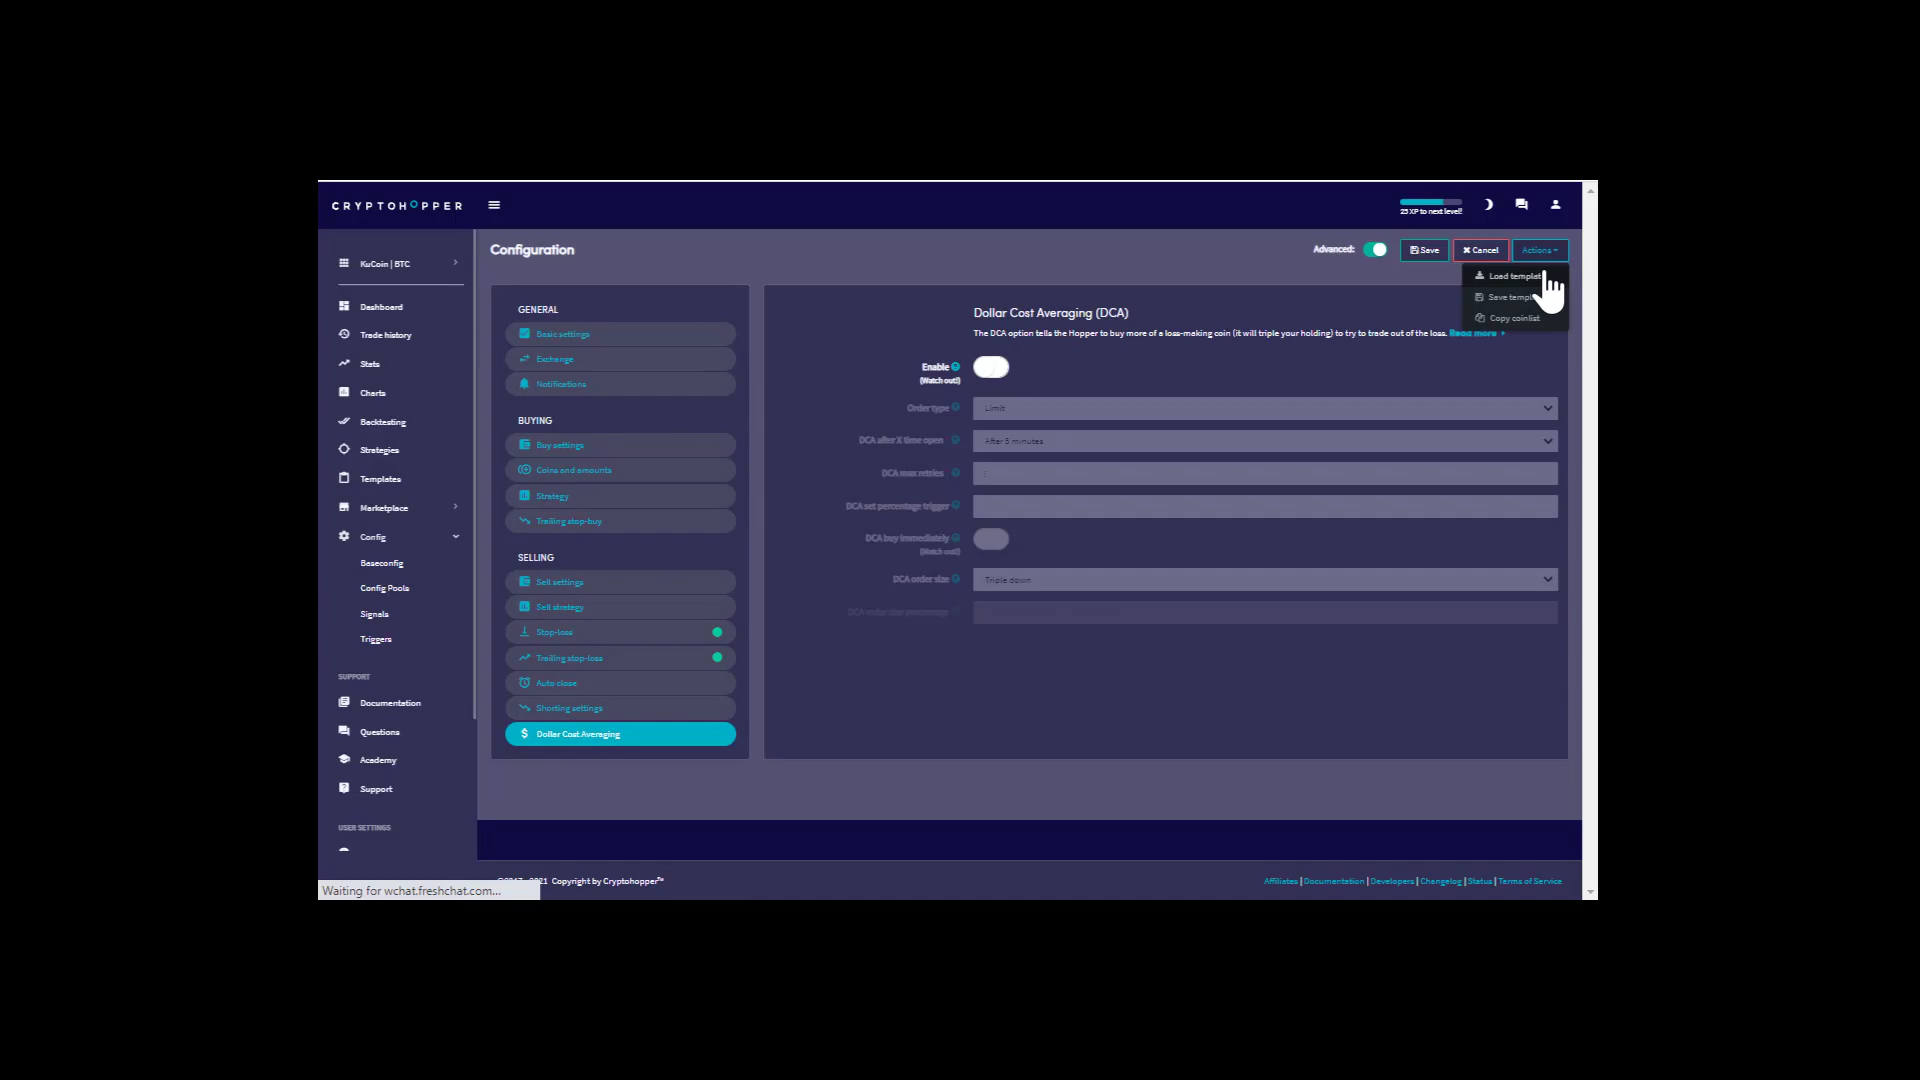 CRYPTOHOPPER
25 XP to next level!
KuCoin | BTC
Dashboard
Trade history
Stats
Charts
Backtesting
Strategies
Templates
Marketplace
Config
Baseconfig
Config Pools
Signals
Triggers
SUPPORT
Documentation
Questions
Academy
Support
USER SETTINGS
Configuration
Advanced:
Save
Cancel
Actions
Load templat
Save templ
Copy coinlist
GENERAL
Basic settings
Exchange
Notifications
BUYING
Buy settings
Coins and amounts
Strategy
Trailing stop-buy
SELLING
Sell settings
Sell strategy
Stop-loss
Trailing stop-loss
Auto close
Shorting settings
Dollar Cost Averaging
Dollar Cost Averaging (DCA)
The DCA option tells the Hopper to buy more of a loss-making coin (it will triple your holding) to try to trade out of the loss. Read more
Enable
(Watch out!)
Order type
Limit
DCA after X time open
After 5 minutes
DCA max retries
DCA set percentage trigger
DCA buy immediately
(Watch out!)
DCA order size
Triple down
DCA order size percentage
Copyright by Cryptohopper™
Affiliates | Documentation | Developers | Changelog | Status | Terms of Service
Waiting for wchat.freshchat.com...